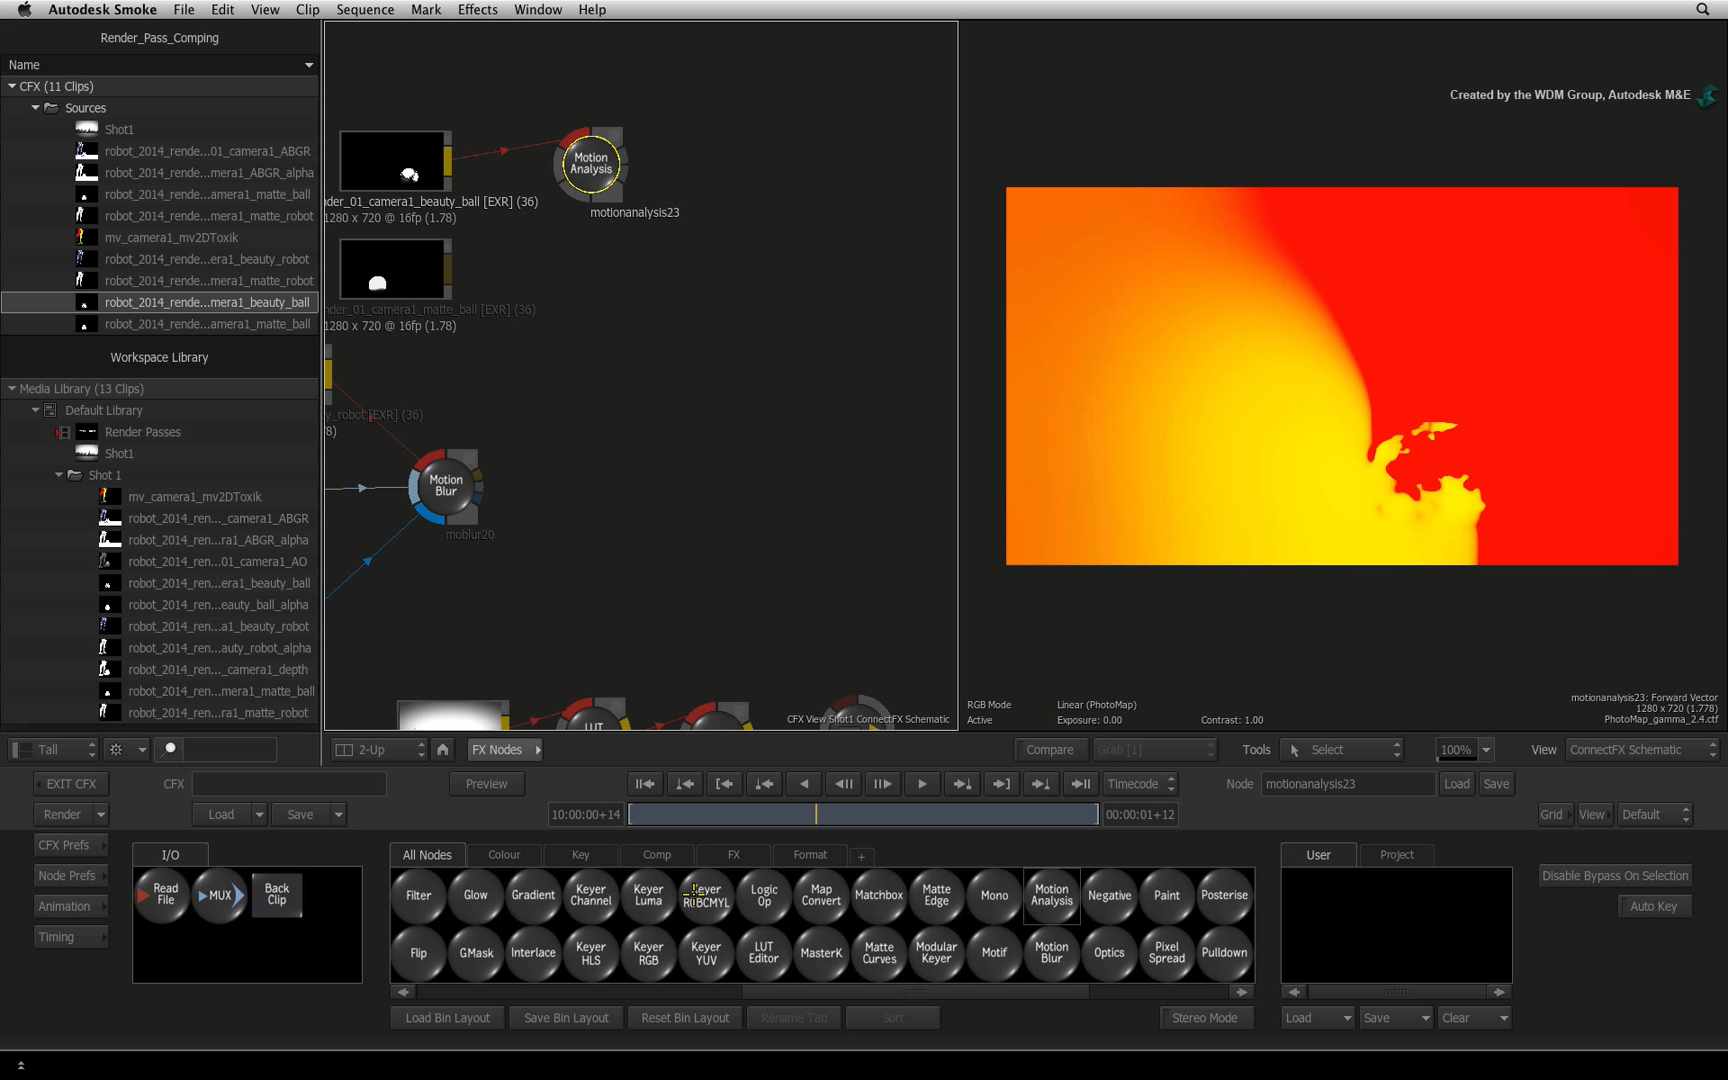 Autodesk Smoke File Edit View Clip Sequence Mark Effects Window Help
Render_Pass_Comping
Name
CFX (11 Clips)
Sources
Shot1
robot_2014_rende...01_camera1_ABGR
robot_2014_rende...mera1_ABGR_alpha
robot_2014_rende...amera1_matte_ball
robot_2014_rende...mera1_matte_robot
mv_camera1_mv2DToxik
robot_2014_rende...era1_beauty_robot
robot_2014_rende...mera1_matte_robot
robot_2014_rende...mera1_beauty_ball
robot_2014_rende...amera1_matte_ball
Workspace Library
Media Library (13 Clips)
Default Library
Render Passes
Shot1
Shot 1
mv_camera1_mv2DToxik
robot_2014_ren..._camera1_ABGR
robot_2014_ren...ra1_ABGR_alpha
robot_2014_ren...01_camera1_AO
robot_2014_ren...era1_beauty_ball
robot_2014_ren...eauty_ball_alpha
robot_2014_ren...a1_beauty_robot
robot_2014_ren...auty_robot_alpha
robot_2014_ren..._camera1_depth
robot_2014_ren...mera1_matte_ball
robot_2014_ren...ra1_matte_robot
Motion
Analysis
motionanalysis23
nder_01_camera1_beauty_ball [EXR] (36)
1280 x 720 @ 16fp (1.78)
nder_01_camera1_matte_ball [EXR] (36)
1280 x 720 @ 16fp (1.78)
y_robot [EXR] (36)
78)
Motion
Blur
moblur20
LUT
CFX View Shot1 ConnectFX Schematic
Created by the WDM Group, Autodesk M&E
RGB Mode Linear (PhotoMap)
Active Exposure: 0.00 Contrast: 1.00
motionanalysis23: Forward Vector
1280 x 720 (1.778)
PhotoMap_gamma_2.4.ctf
Tall 2-Up FX Nodes Compare Grab [1] Tools Select 100% View ConnectFX Schematic
EXIT CFX CFX Preview Timecode Node motionanalysis23 Load Save
Render Load Save 10:00:00+14 00:00:01+12 Grid View Default
CFX Prefs
Node Prefs
Animation
Timing
I/O
Read
File
MUX
Back
Clip
All Nodes Colour Key Comp FX Format +
Filter Glow Gradient Keyer
Channel Keyer
Luma Keyer
RGBCMYL Logic
Op Map
Convert Matchbox Matte
Edge Mono Motion
Analysis Negative Paint Posterise
Flip GMask Interlace Keyer
HLS Keyer
RGB Keyer
YUV LUT
Editor MasterK Matte
Curves Modular
Keyer Motif Motion
Blur Optics Pixel
Spread Pulldown
Load Bin Layout Save Bin Layout Reset Bin Layout Rename Tab Sort Stereo Mode
User Project
Load Save Clear
Disable Bypass On Selection
Auto Key